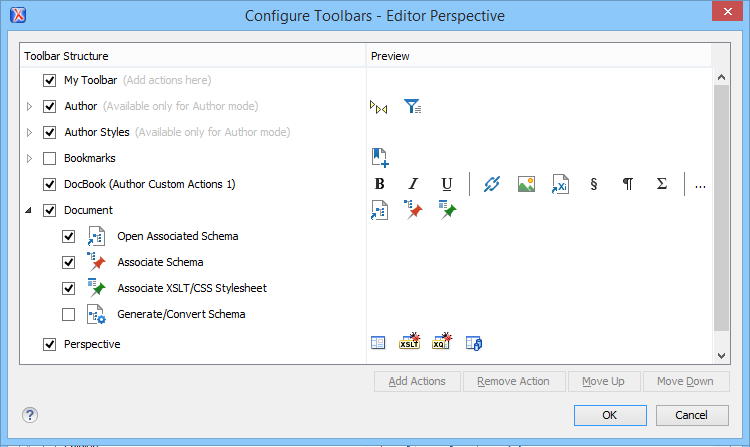 Configure Toolbars - Editor Perspective
Toolbar Structure Preview
My Toolbar (Add actions here)
Author (Available only for Author mode)
Author Styles (Available only for Author mode)
Bookmarks
DocBook (Author Custom Actions 1) B I U Xi § ¶ Σ ...
Document
Open Associated Schema
Associate Schema
Associate XSLT/CSS Stylesheet
Generate/Convert Schema
Perspective XSLT XQ
Add Actions Remove Action Move Up Move Down
? OK Cancel